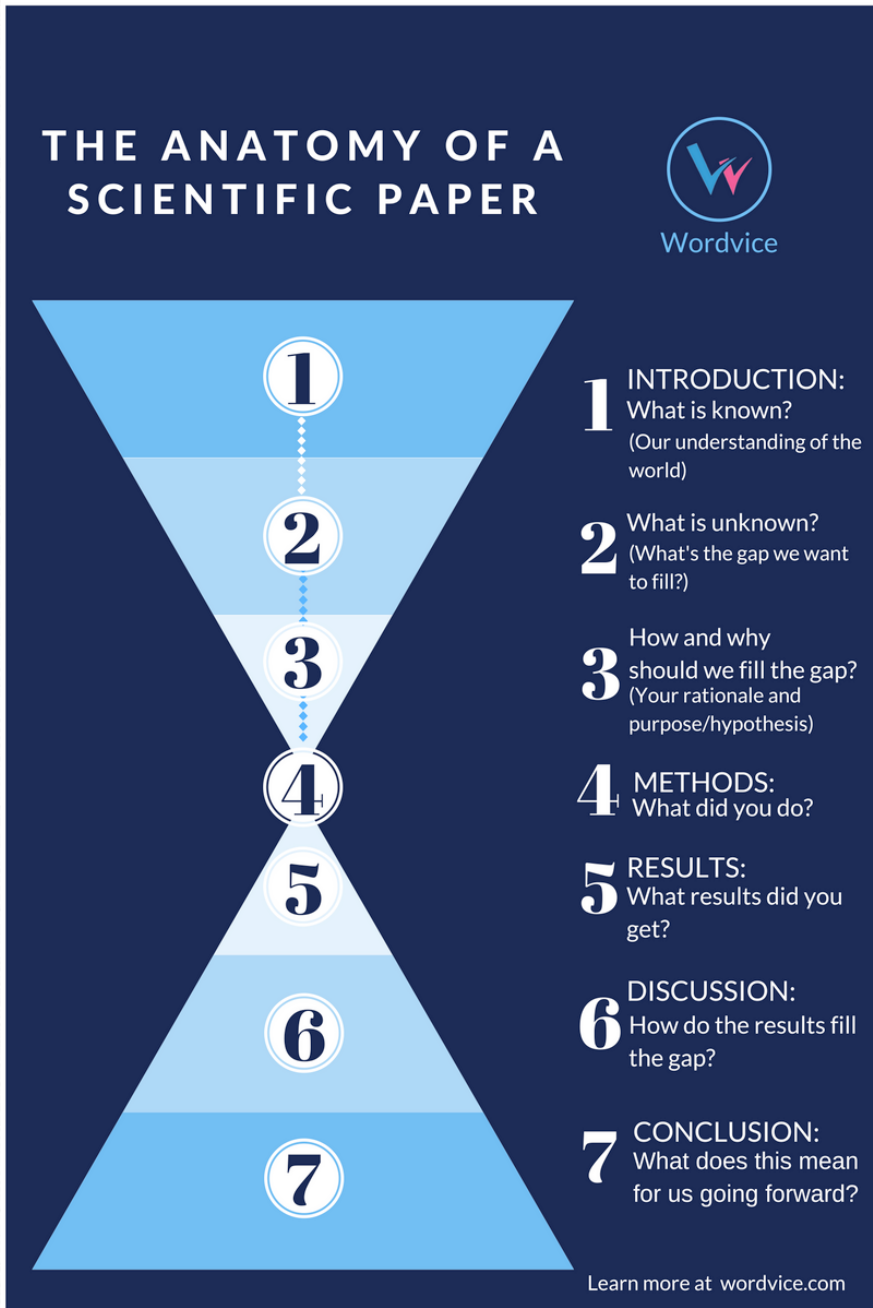 THE ANATOMY OF A
SCIENTIFIC PAPER
Wordvice
1
2
3
4
5
6
7
1
INTRODUCTION:
What is known?
(Our understanding of the
world)
2
What is unknown?
(What's the gap we want
to fill?)
3
How and why
should we fill the gap?
(Your rationale and
purpose/hypothesis)
4
METHODS:
What did you do?
5
RESULTS:
What results did you
get?
6
DISCUSSION:
How do the results fill
the gap?
7
CONCLUSION:
What does this mean
for us going forward?
Learn more at wordvice.com